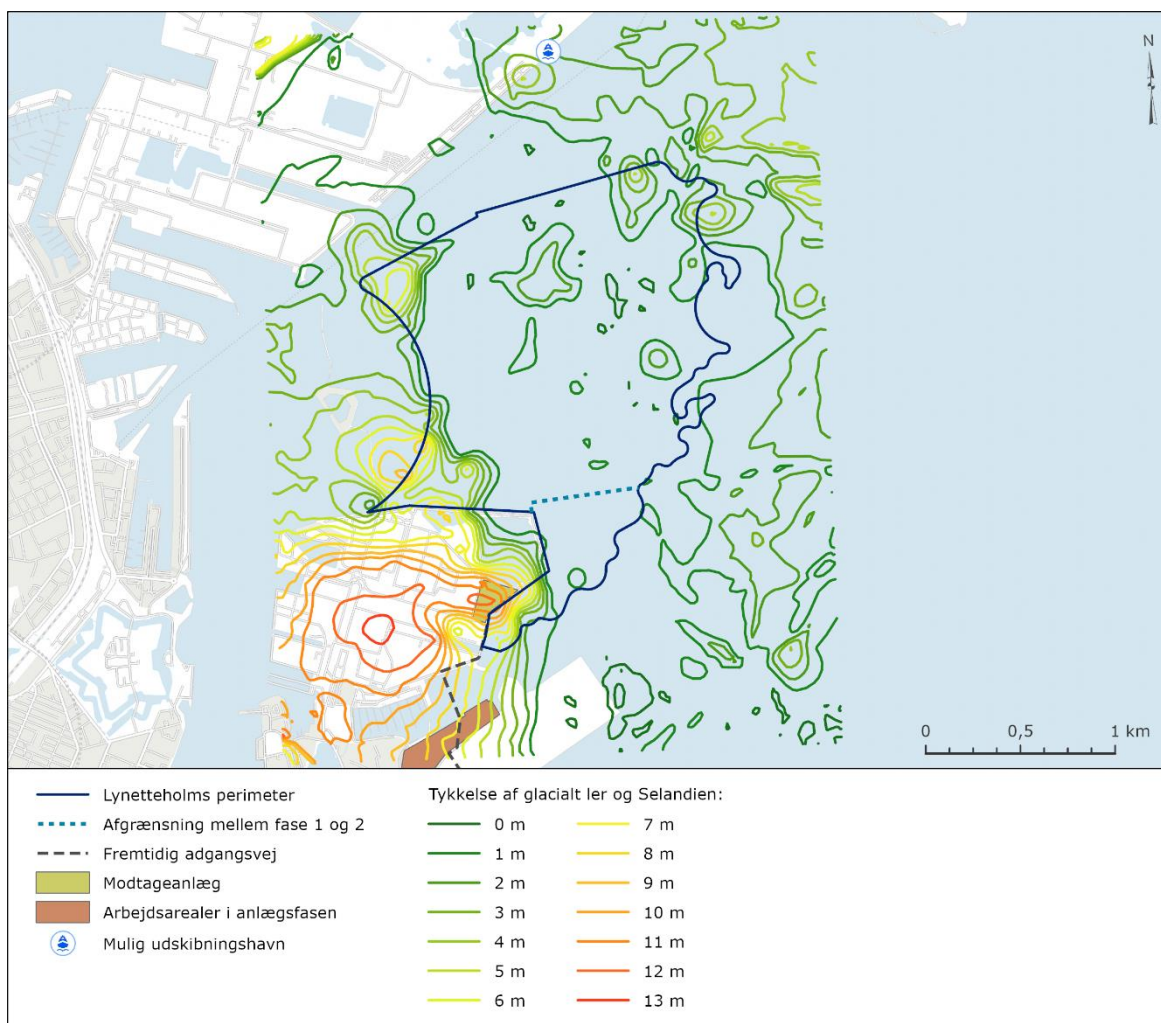 N
0
0,5
1 km
Lynetteholms perimeter
Afgrænsning mellem fase 1 og 2
Fremtidig adgangsvej
Modtageanlæg
Arbejdsarealer i anlægsfasen
Mulig udskibningshavn
Tykkelse af glacialt ler og Selandien:
0 m
1 m
2 m
3 m
4 m
5 m
6 m
7 m
8 m
9 m
10 m
11 m
12 m
13 m